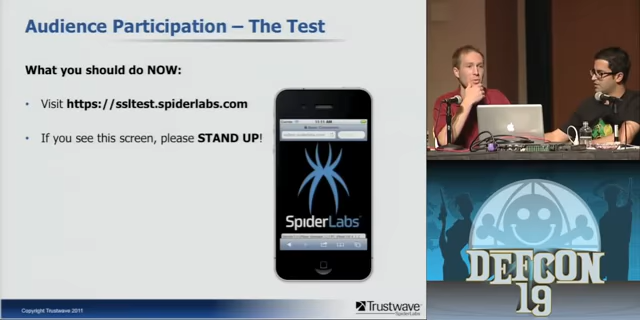 Audience Participation – The Test
What you should do NOW:
• Visit https://ssltest.spiderlabs.com
• If you see this screen, please STAND UP!
SpiderLabs
Copyright Trustwave 2011
Trustwave
SpiderLabs
DEFCON
19